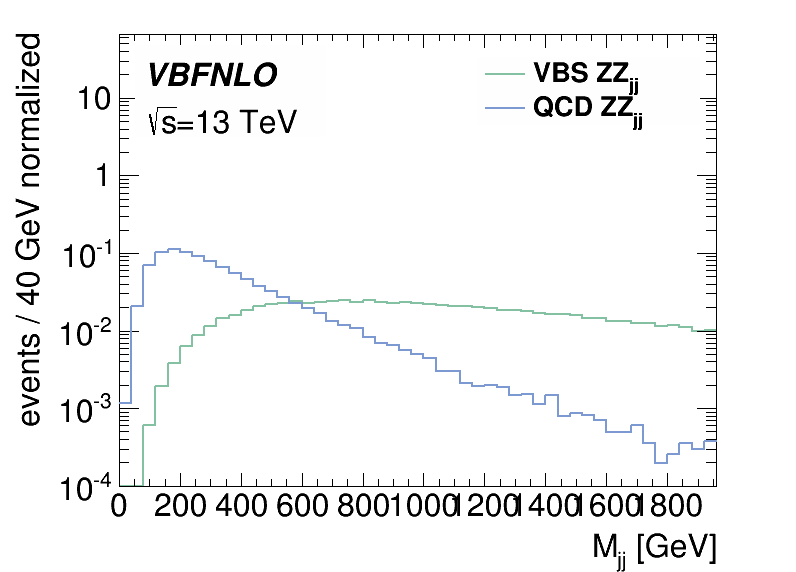 VBFNLO
√s=13 TeV
VBS ZZjj
QCD ZZjj
events / 40 GeV normalized
10
1
10-1
10-2
10-3
10-4
0 200 400 600 800 1000 1200 1400 1600 1800
Mjj [GeV]